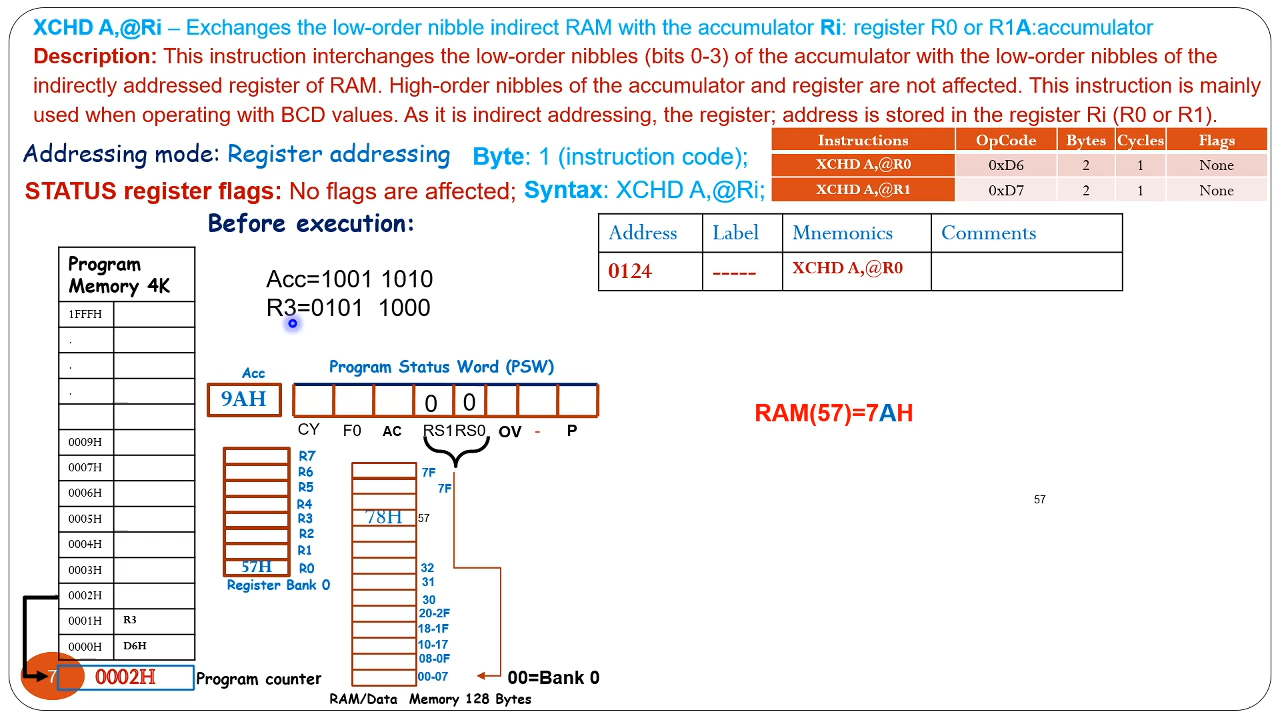 XCHD A,@Ri – Exchanges the low-order nibble indirect RAM with the accumulator Ri: register R0 or R1A:accumulator
Description: This instruction interchanges the low-order nibbles (bits 0-3) of the accumulator with the low-order nibbles of the
indirectly addressed register of RAM. High-order nibbles of the accumulator and register are not affected. This instruction is mainly
used when operating with BCD values. As it is indirect addressing, the register; address is stored in the register Ri (R0 or R1).
Addressing mode: Register addressing Byte: 1 (instruction code);
STATUS register flags: No flags are affected; Syntax: XCHD A,@Ri;
Instructions OpCode Bytes Cycles Flags
XCHD A,@R0 0xD6 2 1 None
XCHD A,@R1 0xD7 2 1 None
Before execution:
Address Label Mnemonics Comments
0124 ----- XCHD A,@R0
Program
Memory 4K
1FFFH
.
.
.
0009H
0007H
0006H
0005H
0004H
0003H
0002H
0001H R3
0000H D6H
7
0002H Program counter
Acc=1001 1010
R3=0101 1000
Acc
9AH
Program Status Word (PSW)
0 0
CY F0 AC RS1 RS0 OV - P
R7
R6
R5
R4
R3
R2
R1
57H R0
Register Bank 0
7F
7F
78H 57
32
31
30
20-2F
18-1F
10-17
08-0F
00-07
00=Bank 0
RAM/Data Memory 128 Bytes
RAM(57)=7AH
57